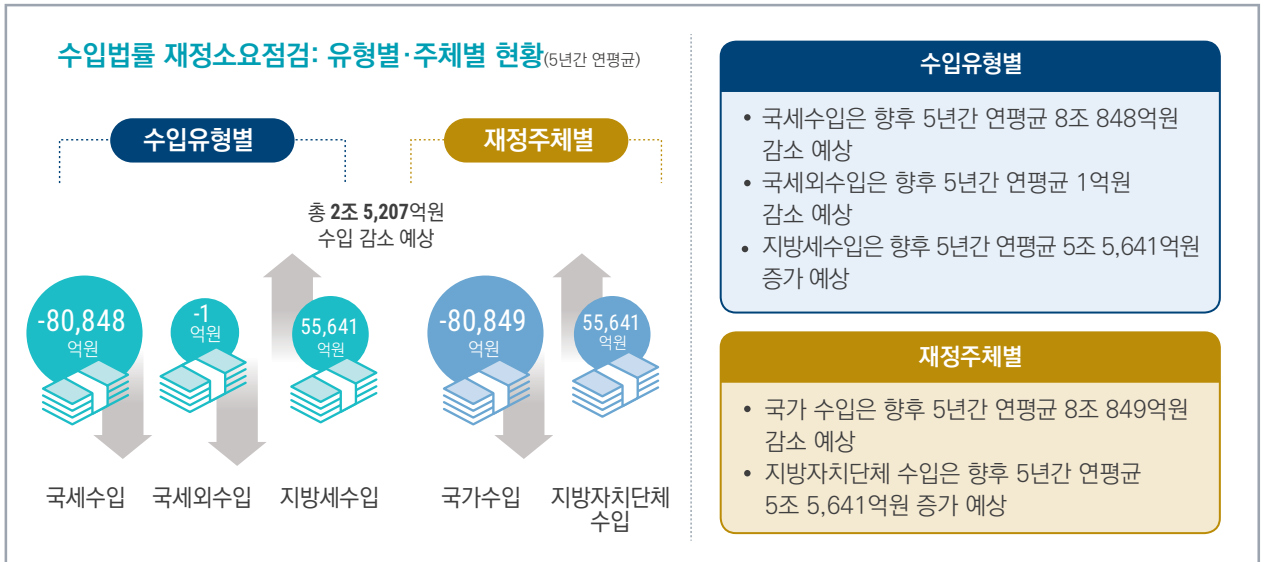 수입법률 재정소요점검: 유형별·주체별 현황(5년간 연평균)
수입유형별
재정주체별
총 2조 5,207억원
수입 감소 예상
-80,848
억원
-1
억원
55,641
억원
-80,849
억원
55,641
억원
국세수입
국세외수입
지방세수입
국가수입
지방자치단체
수입
수입유형별
• 국세수입은 향후 5년간 연평균 8조 848억원
감소 예상
• 국세외수입은 향후 5년간 연평균 1억원
감소 예상
• 지방세수입은 향후 5년간 연평균 5조 5,641억원
증가 예상
재정주체별
• 국가 수입은 향후 5년간 연평균 8조 849억원
감소 예상
• 지방자치단체 수입은 향후 5년간 연평균
5조 5,641억원 증가 예상